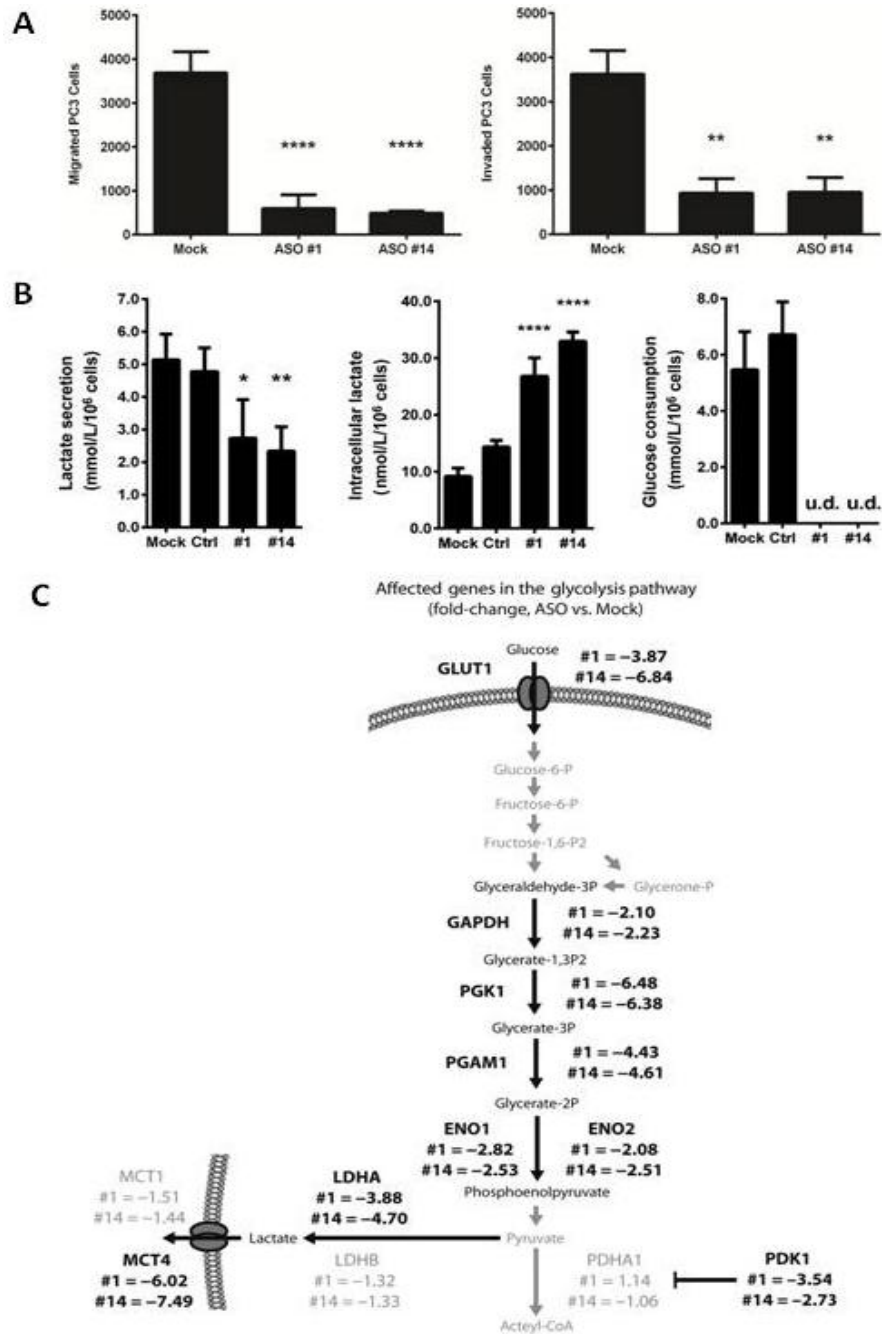 A
Migrated PC3 Cells
5000
4000
3000
2000
1000
0
****
****
Mock
ASO #1
ASO #14
Invaded PC3 Cells
5000
4000
3000
2000
1000
0
**
**
Mock
ASO #1
ASO #14
B
Lactate secretion
(mmol/L/10⁶ cells)
7.0
6.0
5.0
4.0
3.0
2.0
1.0
0.0
*
**
Mock Ctrl #1 #14
Intracellular lactate
(nmol/L/10⁶ cells)
40.0
30.0
20.0
10.0
0.0
****
****
Mock Ctrl #1 #14
Glucose consumption
(mmol/L/10⁶ cells)
8.0
6.0
4.0
2.0
0.0
u.d. u.d.
Mock Ctrl #1 #14
C
Affected genes in the glycolysis pathway
(fold-change, ASO vs. Mock)
Glucose
GLUT1
#1 = −3.87
#14 = −6.84
Glucose-6-P
Fructose-6-P
Fructose-1,6-P2
Glyceraldehyde-3P
Glycerone-P
GAPDH
#1 = −2.10
#14 = −2.23
Glycerate-1,3P2
PGK1
#1 = −6.48
#14 = −6.38
Glycerate-3P
PGAM1
#1 = −4.43
#14 = −4.61
Glycerate-2P
ENO1
#1 = −2.82
#14 = −2.53
ENO2
#1 = −2.08
#14 = −2.51
Phosphoenolpyruvate
MCT1
#1 = −1.51
#14 = −1.44
LDHA
#1 = −3.88
#14 = −4.70
Lactate
Pyruvate
MCT4
#1 = −6.02
#14 = −7.49
LDHB
#1 = −1.32
#14 = −1.33
PDHA1
#1 = 1.14
#14 = −1.06
PDK1
#1 = −3.54
#14 = −2.73
Acteyl-CoA